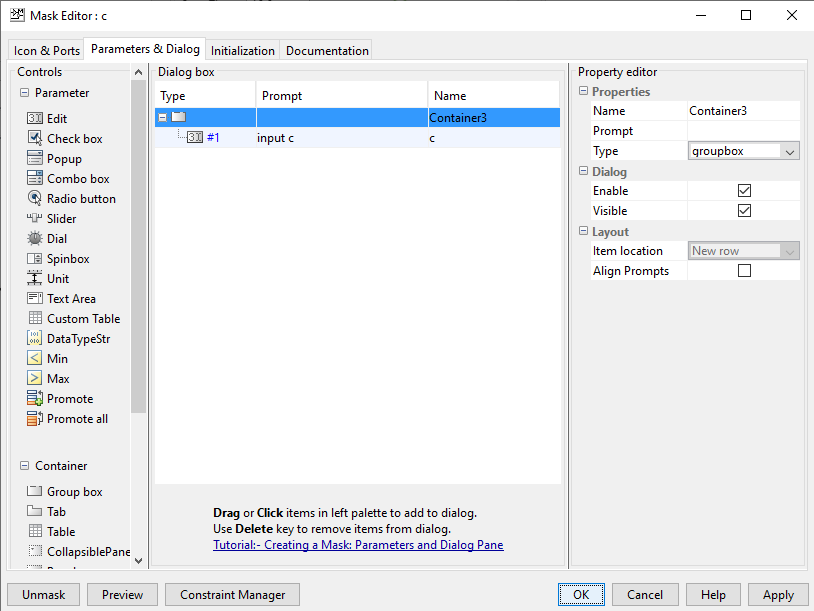 Mask Editor : c
Icon & Ports Parameters & Dialog Initialization Documentation
Controls
Parameter
Edit
Check box
Popup
Combo box
Radio button
Slider
Dial
Spinbox
Unit
Text Area
Custom Table
DataTypeStr
Min
Max
Promote
Promote all
Container
Group box
Tab
Table
CollapsiblePane
Dialog box
Type Prompt Name
Container3
#1 input c c
Drag or Click items in left palette to add to dialog.
Use Delete key to remove items from dialog.
Tutorial:- Creating a Mask: Parameters and Dialog Pane
Property editor
Properties
Name Container3
Prompt
Type groupbox
Dialog
Enable
Visible
Layout
Item location New row
Align Prompts
Unmask Preview Constraint Manager OK Cancel Help Apply